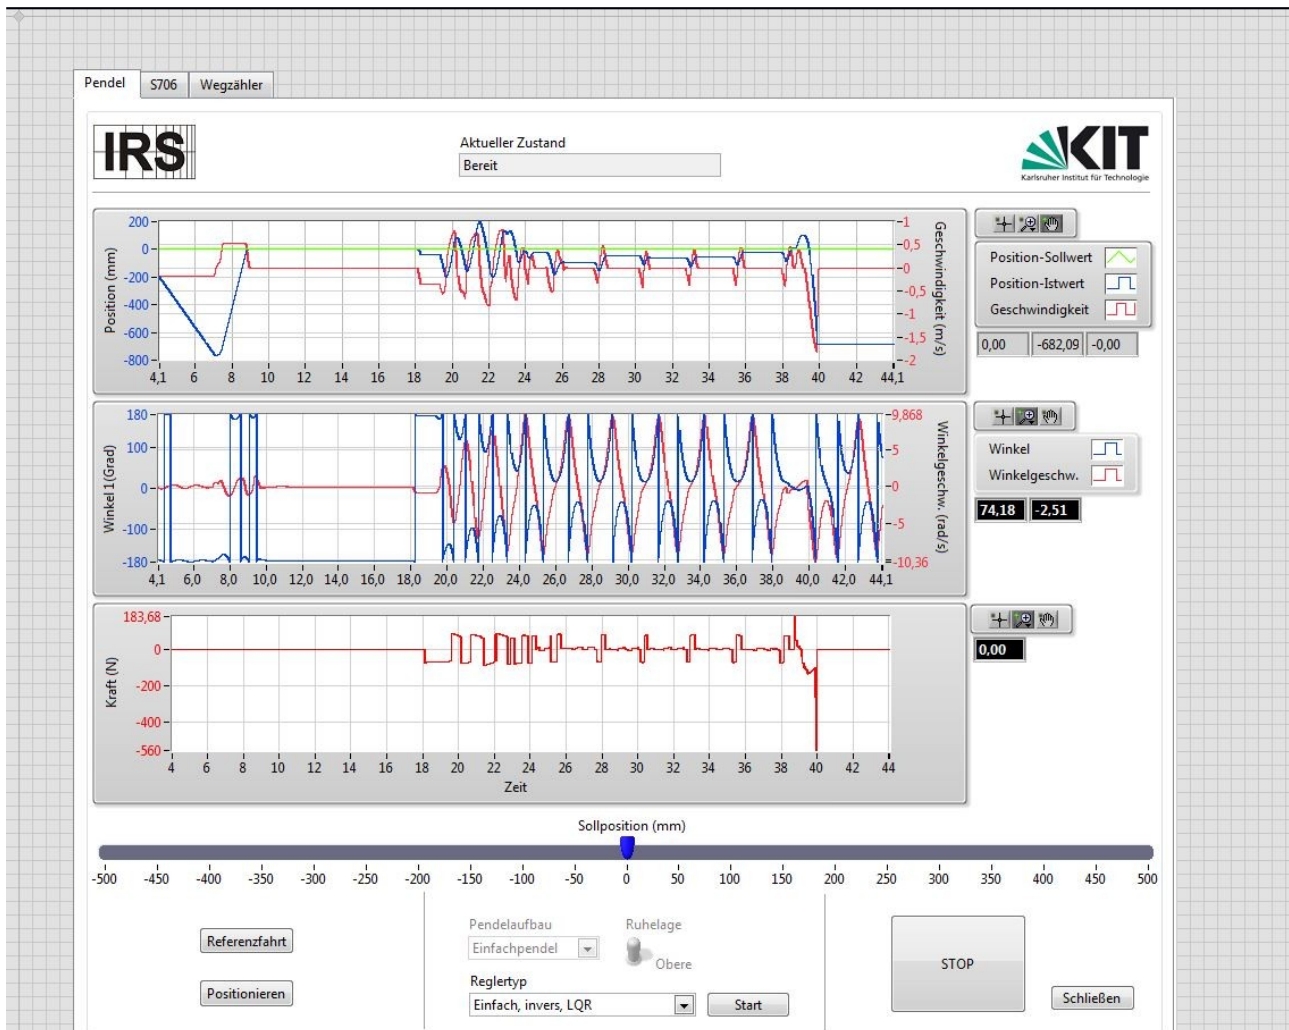 Pendel S706 Wegzähler
IRS
Aktueller Zustand
Bereit
KIT
Karlsruher Institut für Technologie
Position (mm)
200
0
-200
-400
-600
-800
1
0,5
0
-0,5
-1
-1,5
-2
Geschwindigkeit (m/s)
4,1 6 8 10 12 14 16 18 20 22 24 26 28 30 32 34 36 38 40 42 44,1
Position-Sollwert
Position-Istwert
Geschwindigkeit
0,00 -682,09 -0,00
Winkel 1(Grad)
180
100
0
-100
-180
9,868
5
0
-5
-10,36
Winkelgeschw. (rad/s)
4,1 6,0 8,0 10,0 12,0 14,0 16,0 18,0 20,0 22,0 24,0 26,0 28,0 30,0 32,0 34,0 36,0 38,0 40,0 42,0 44,1
Winkel
Winkelgeschw.
74,18 -2,51
Kraft (N)
183,68
0
-200
-400
-560
4 6 8 10 12 14 16 18 20 22 24 26 28 30 32 34 36 38 40 42 44
Zeit
0,00
Sollposition (mm)
-500 -450 -400 -350 -300 -250 -200 -150 -100 -50 0 50 100 150 200 250 300 350 400 450 500
Referenzfahrt
Positionieren
Pendelaufbau
Einfachpendel
Ruhelage
Obere
Reglertyp
Einfach, invers, LQR
Start
STOP
Schließen